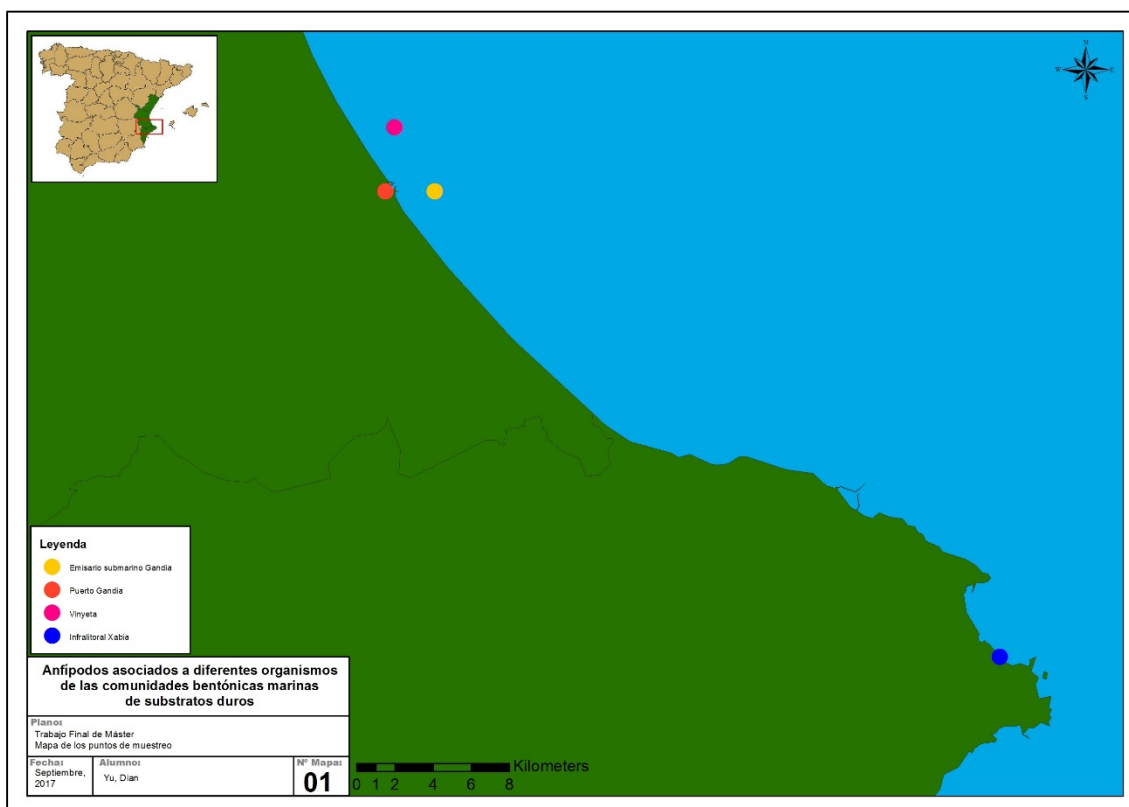 N
W E
S
Leyenda
Emisario submarino Gandia
Puerto Gandia
Vinyeta
Infralitoral Xabia
Anfípodos asociados a diferentes organismos
de las comunidades bentónicas marinas
de substratos duros
Plano:
Trabajo Final de Máster
Mapa de los puntos de muestreo
Fecha:
Septiembre,
2017
Alumno:
Yu, Dian
Nº Mapa:
01
Kilometers
0 1 2 4 6 8